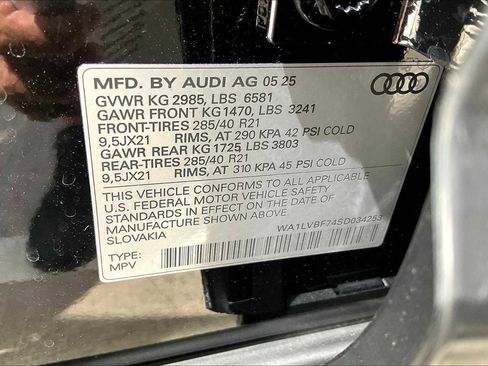 MFD. BY AUDI AG 05 25
GVWR KG 2985, LBS 6581
GAWR FRONT KG 1470, LBS 3241
FRONT-TIRES 285/40 R21
9,5JX21 RIMS, AT 290 KPA 42 PSI COLD
GAWR REAR KG 1725 LBS 3803
REAR-TIRES 285/40 R21
9,5JX21 RIMS, AT 310 KPA 45 PSI COLD
THIS VEHICLE CONFORMS TO ALL APPLICABLE
U.S. FEDERAL MOTOR VEHICLE SAFETY
STANDARDS IN EFFECT ON THE DATE OF
MANUFACTURE SHOWN ABOVE
SLOVAKIA WA1LVBF74SD034253
TYPE:
MPV